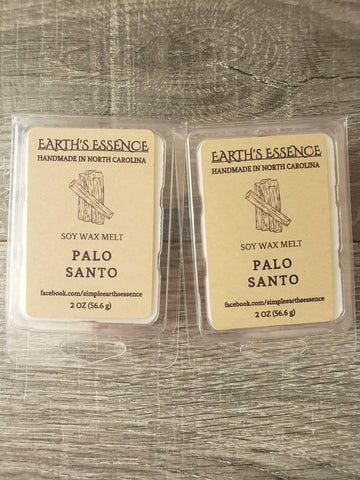 EARTH'S ESSENCE
HANDMADE IN NORTH CAROLINA
SOY WAX MELT
PALO
SANTO
facebook.com/simpleearthsessence
2 OZ (56.6 g)
EARTH'S ESSENCE
HANDMADE IN NORTH CAROLINA
SOY WAX MELT
PALO
SANTO
facebook.com/simpleearthsessence
2 OZ (56.6 g)